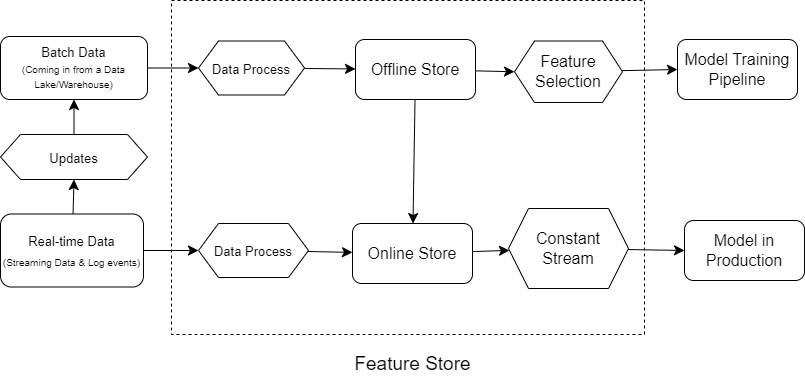 Batch Data
(Coming in from a Data
Lake/Warehouse)
Data Process
Offline Store
Feature
Selection
Model Training
Pipeline
Updates
Real-time Data
(Streaming Data & Log events)
Data Process
Online Store
Constant
Stream
Model in
Production
Feature Store